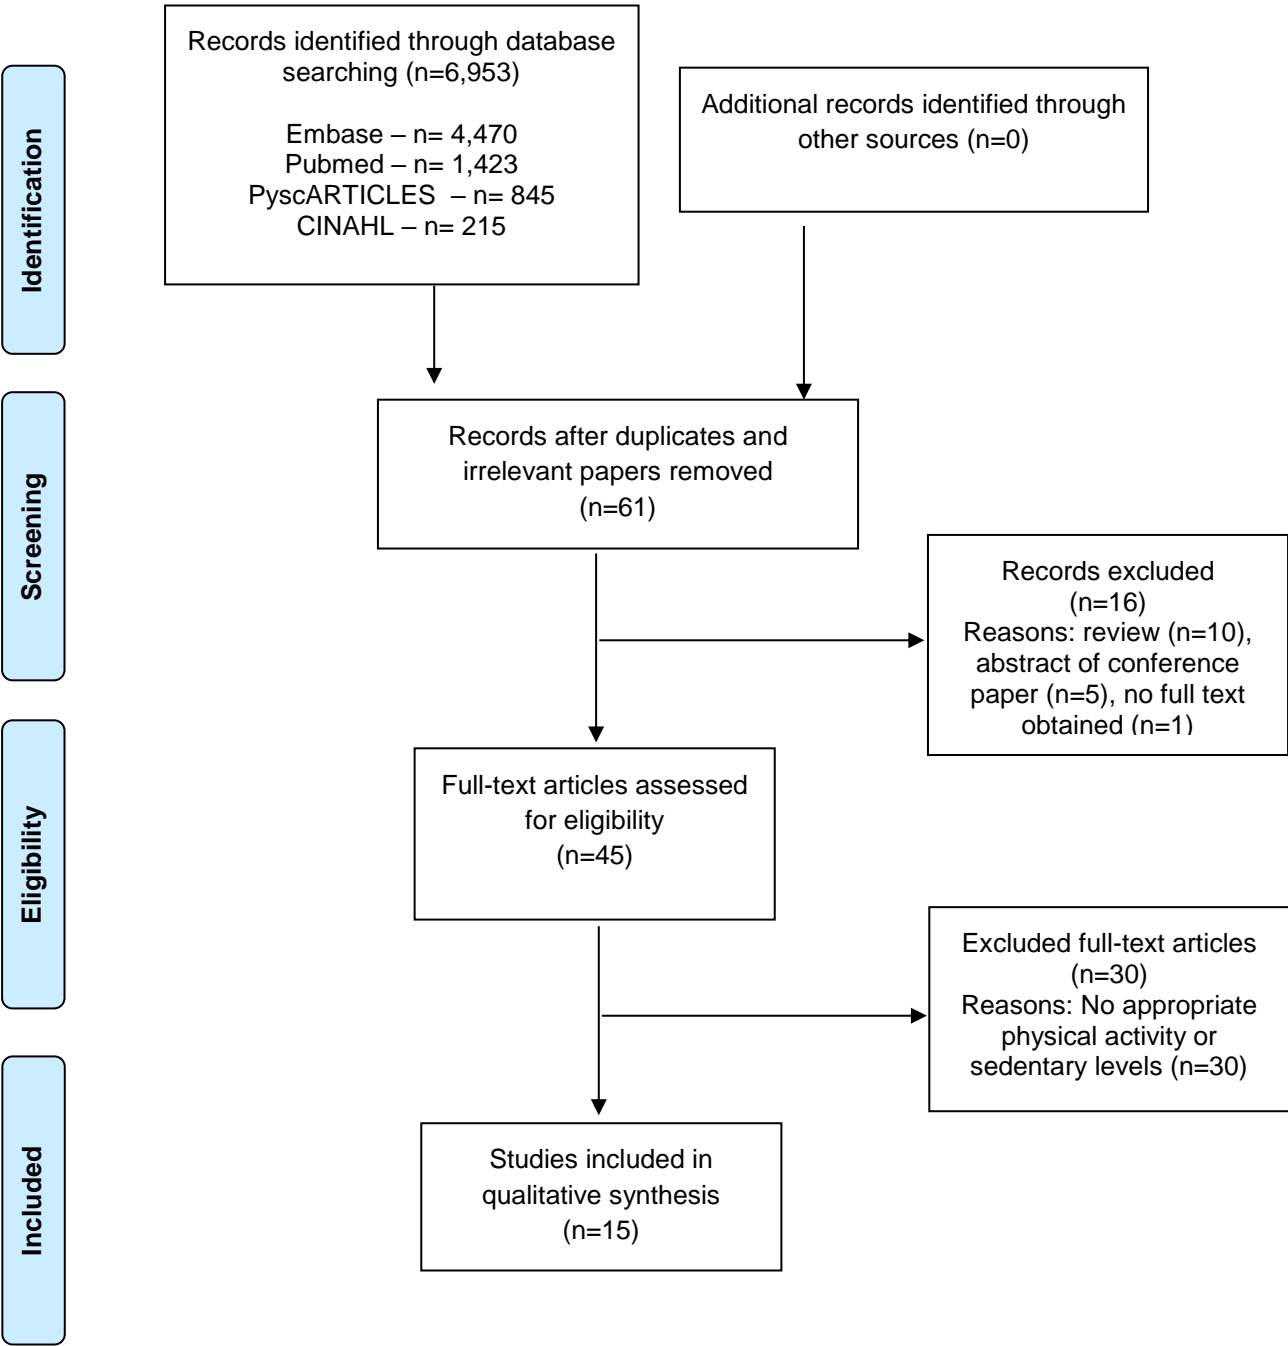 Records identified through database
searching (n=6,953)
Embase – n= 4,470
Pubmed – n= 1,423
PyscARTICLES – n= 845
CINAHL – n= 215
Additional records identified through
other sources (n=0)
Identification
Records after duplicates and
irrelevant papers removed
(n=61)
Screening
Records excluded
(n=16)
Reasons: review (n=10),
abstract of conference
paper (n=5), no full text
obtained (n=1)
Full-text articles assessed
for eligibility
(n=45)
Eligibility
Excluded full-text articles
(n=30)
Reasons: No appropriate
physical activity or
sedentary levels (n=30)
Studies included in
qualitative synthesis
(n=15)
Included